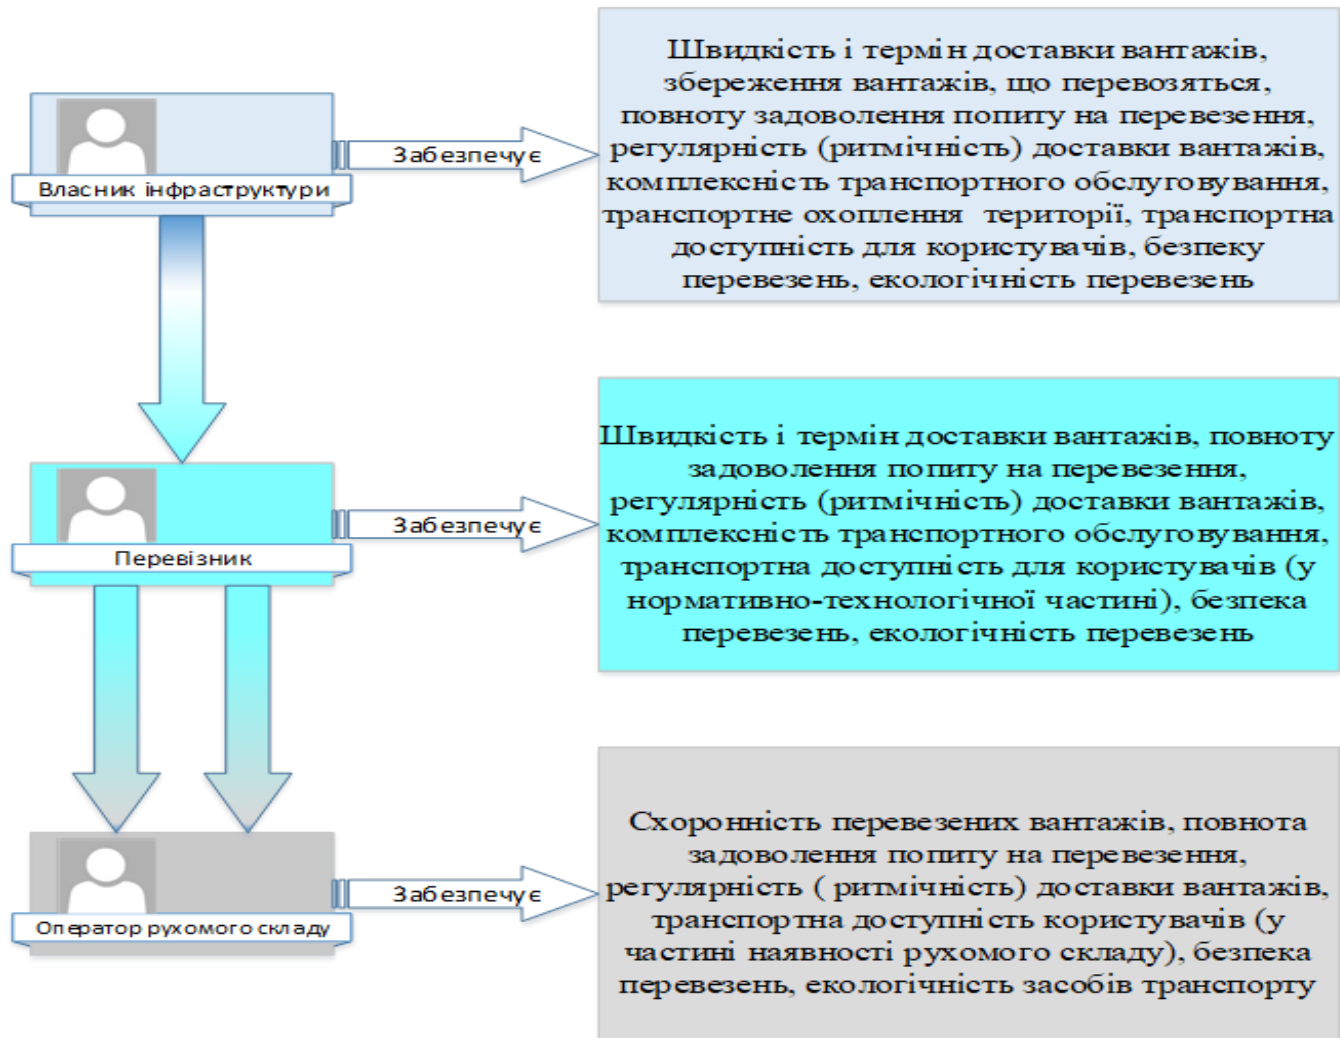 Власник інфраструктури
Забезпечує
Швидкість і термін доставки вантажів,
збереження вантажів, що перевозяться,
повноту задоволення попиту на перевезення,
регулярність (ритмічність) доставки вантажів,
комплексність транспортного обслуговування,
транспортне охоплення території, транспортна
доступність для користувачів, безпеку
перевезень, екологічність перевезень
Перевізник
Забезпечує
Швидкість і термін доставки вантажів, повноту
задоволення попиту на перевезення,
регулярність (ритмічність) доставки вантажів,
комплексність транспортного обслуговування,
транспортна доступність для користувачів (у
нормативно-технологічної частині), безпека
перевезень, екологічність перевезень
Оператор рухомого складу
Забезпечує
Схоронність перевезених вантажів, повнота
задоволення попиту на перевезення,
регулярність ( ритмічність) доставки вантажів,
транспортна доступність користувачів (у
частині наявності рухомого складу), безпека
перевезень, екологічність засобів транспорту